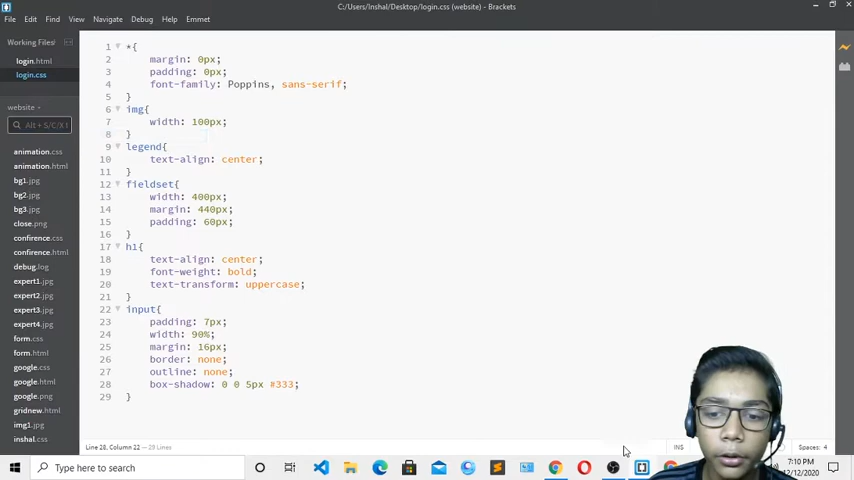 C:/Users/Inshal/Desktop/login.css (website) - Brackets
File Edit Find View Navigate Debug Help Emmet
Working Files
login.html
login.css
website
Alt + S/C/X I
animation.css
animation.html
bg1.jpg
bg2.jpg
bg3.jpg
close.png
confirence.css
confirence.html
debug.log
expert1.jpg
expert2.jpg
expert3.jpg
expert4.jpg
form.css
form.html
google.css
google.html
google.png
gridnew.html
img1.jpg
inshal.css
1 *{
2 margin: 0px;
3 padding: 0px;
4 font-family: Poppins, sans-serif;
5 }
6 img{
7 width: 100px;
8 }
9 legend{
10 text-align: center;
11 }
12 fieldset{
13 width: 400px;
14 margin: 440px;
15 padding: 60px;
16 }
17 h1{
18 text-align: center;
19 font-weight: bold;
20 text-transform: uppercase;
21 }
22 input{
23 padding: 7px;
24 width: 90%;
25 margin: 16px;
26 border: none;
27 outline: none;
28 box-shadow: 0 0 5px #333;
29 }
Line 28, Column 22 — 29 Lines
INS
Spaces: 4
Type here to search
7:10 PM
12/12/2020